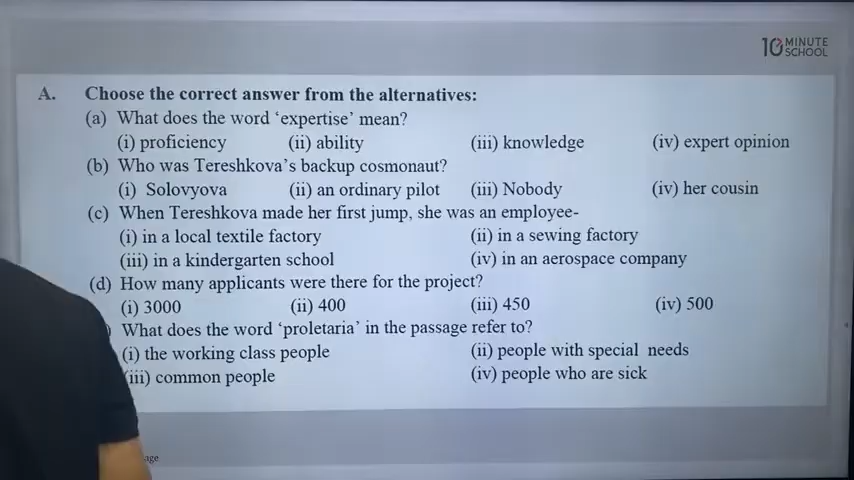 10 MINUTE SCHOOL
A. Choose the correct answer from the alternatives:
(a) What does the word ‘expertise’ mean?
(i) proficiency (ii) ability (iii) knowledge (iv) expert opinion
(b) Who was Tereshkova’s backup cosmonaut?
(i) Solovyova (ii) an ordinary pilot (iii) Nobody (iv) her cousin
(c) When Tereshkova made her first jump, she was an employee-
(i) in a local textile factory (ii) in a sewing factory
(iii) in a kindergarten school (iv) in an aerospace company
(d) How many applicants were there for the project?
(i) 3000 (ii) 400 (iii) 450 (iv) 500
) What does the word ‘proletaria’ in the passage refer to?
(i) the working class people (ii) people with special needs
(iii) common people (iv) people who are sick